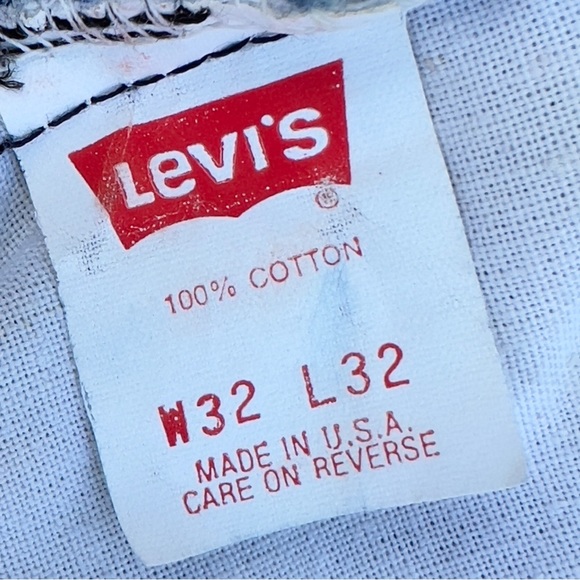 Levi's
®
100% COTTON
W32 L32
MADE IN U.S.A.
CARE ON REVERSE